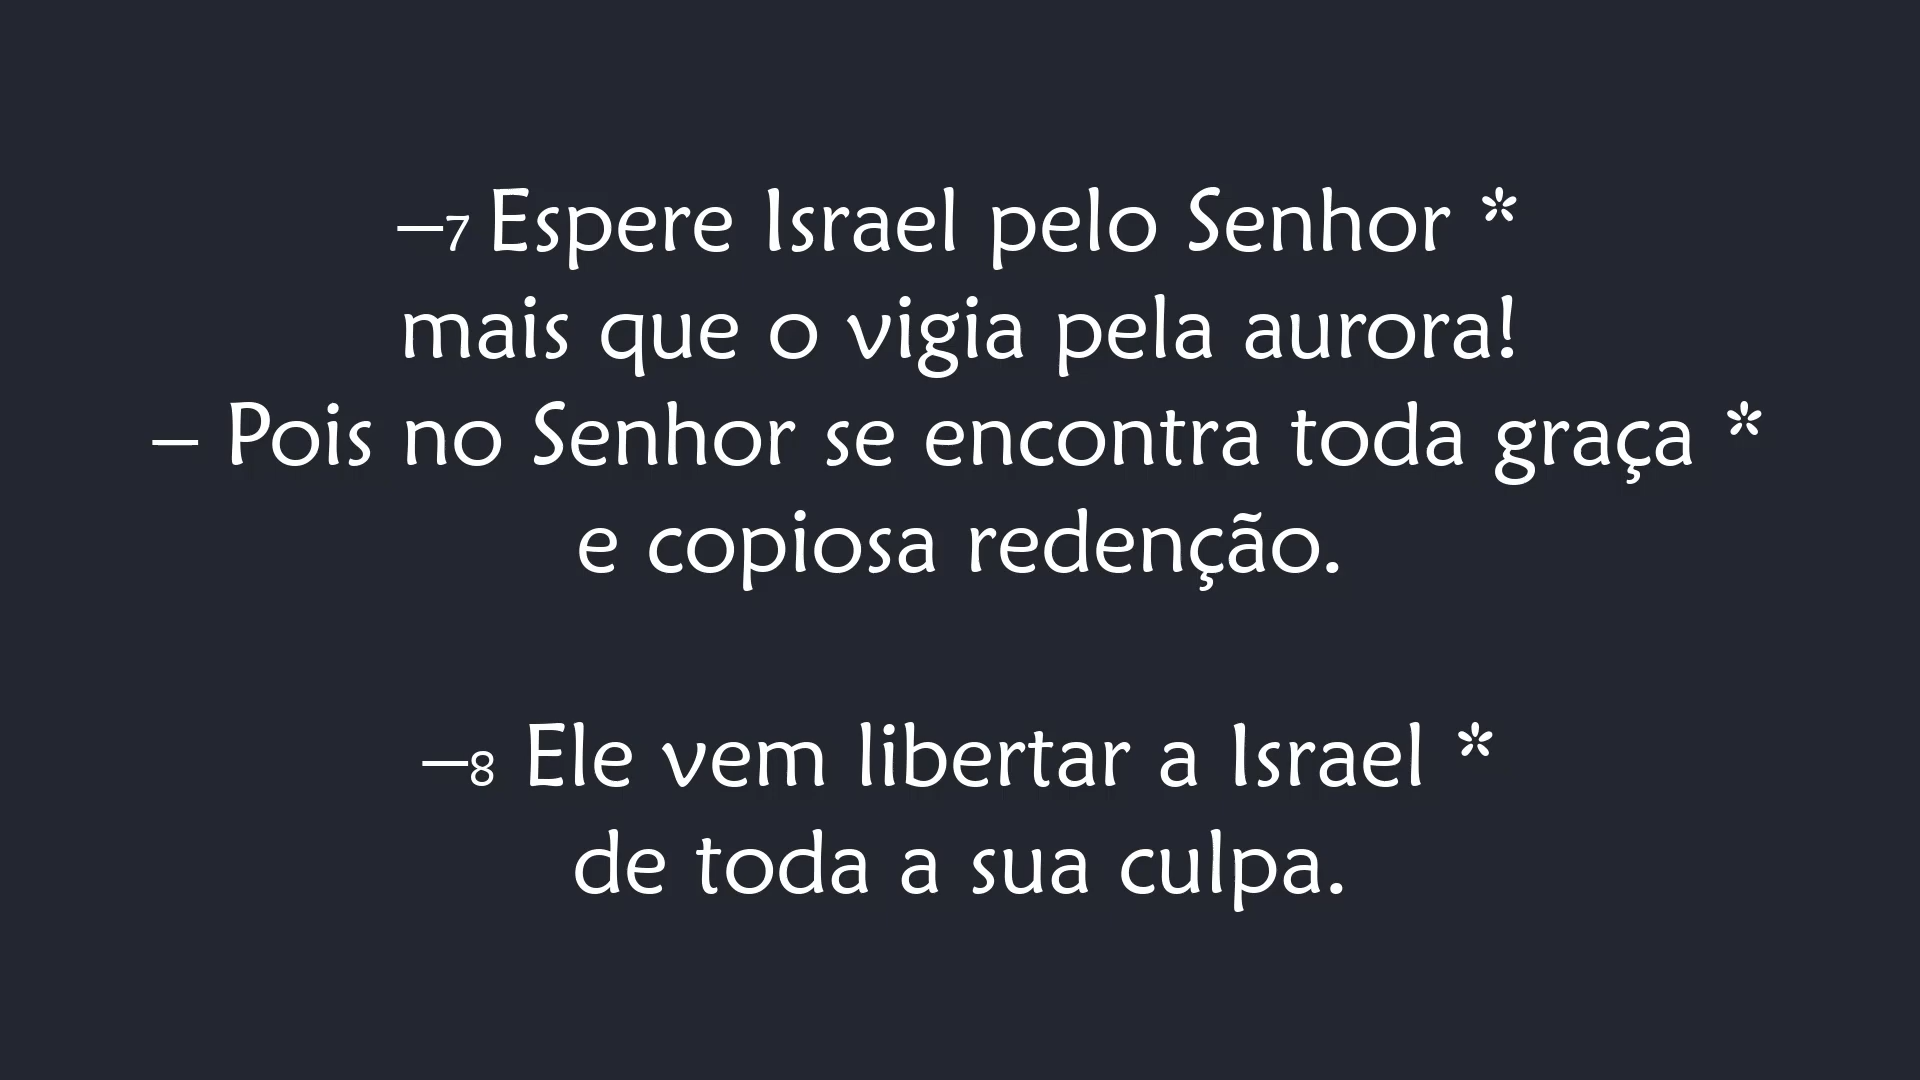 –7 Espere Israel pelo Senhor *
mais que o vigia pela aurora!
– Pois no Senhor se encontra toda graça *
e copiosa redenção.
–8 Ele vem libertar a Israel *
de toda a sua culpa.